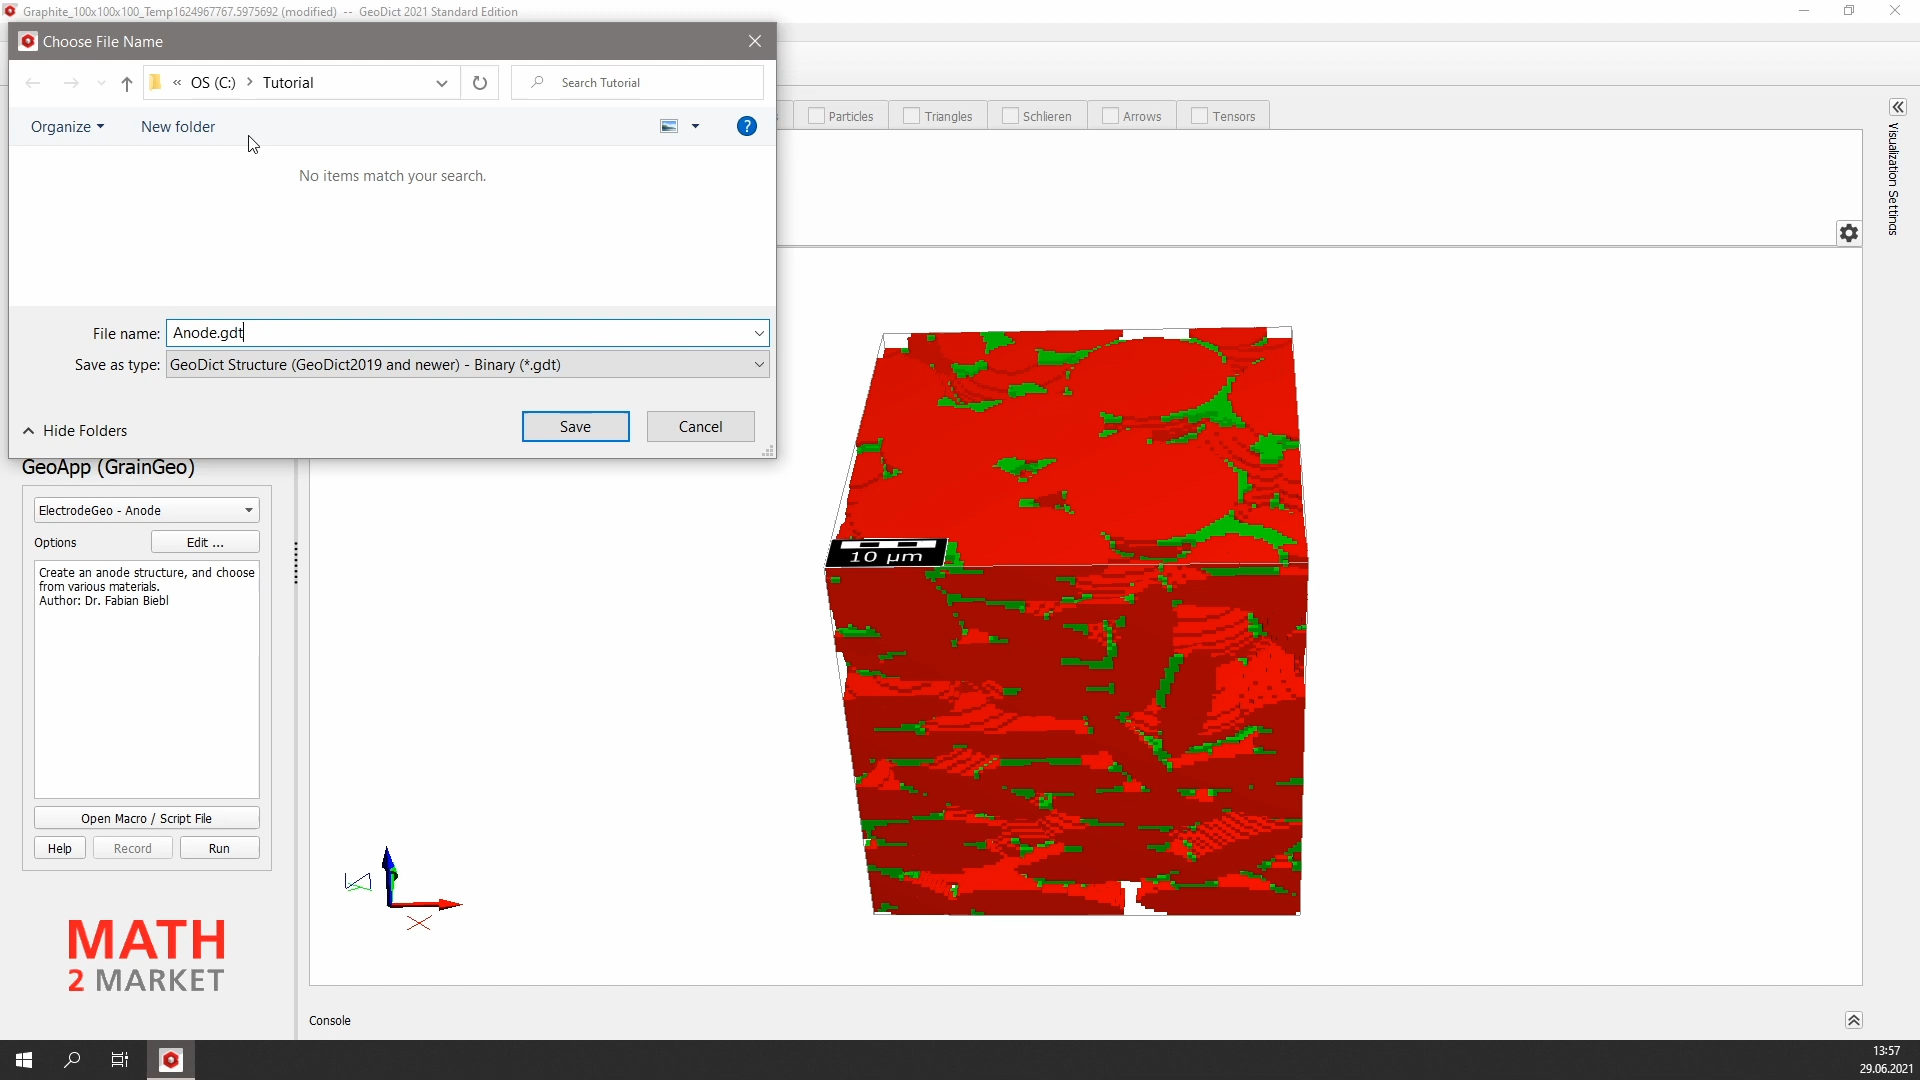 Graphite_100x100x100_Temp1624967767.5975692 (modified) -- GeoDict 2021 Standard Edition
Choose File Name
« OS (C:) > Tutorial
Search Tutorial
Organize
New folder
?
No items match your search.
File name: Anode.gdt
Save as type: GeoDict Structure (GeoDict2019 and newer) - Binary (*.gdt)
Hide Folders
Save
Cancel
Particles
Triangles
Schlieren
Arrows
Tensors
Visualization Settings
GeoApp (GrainGeo)
ElectrodeGeo - Anode
Options
Edit ...
Create an anode structure, and choose
from various materials.
Author: Dr. Fabian Biebl
Open Macro / Script File
Help
Record
Run
10 µm
MATH
2 MARKET
Console
13:57
29.06.2021